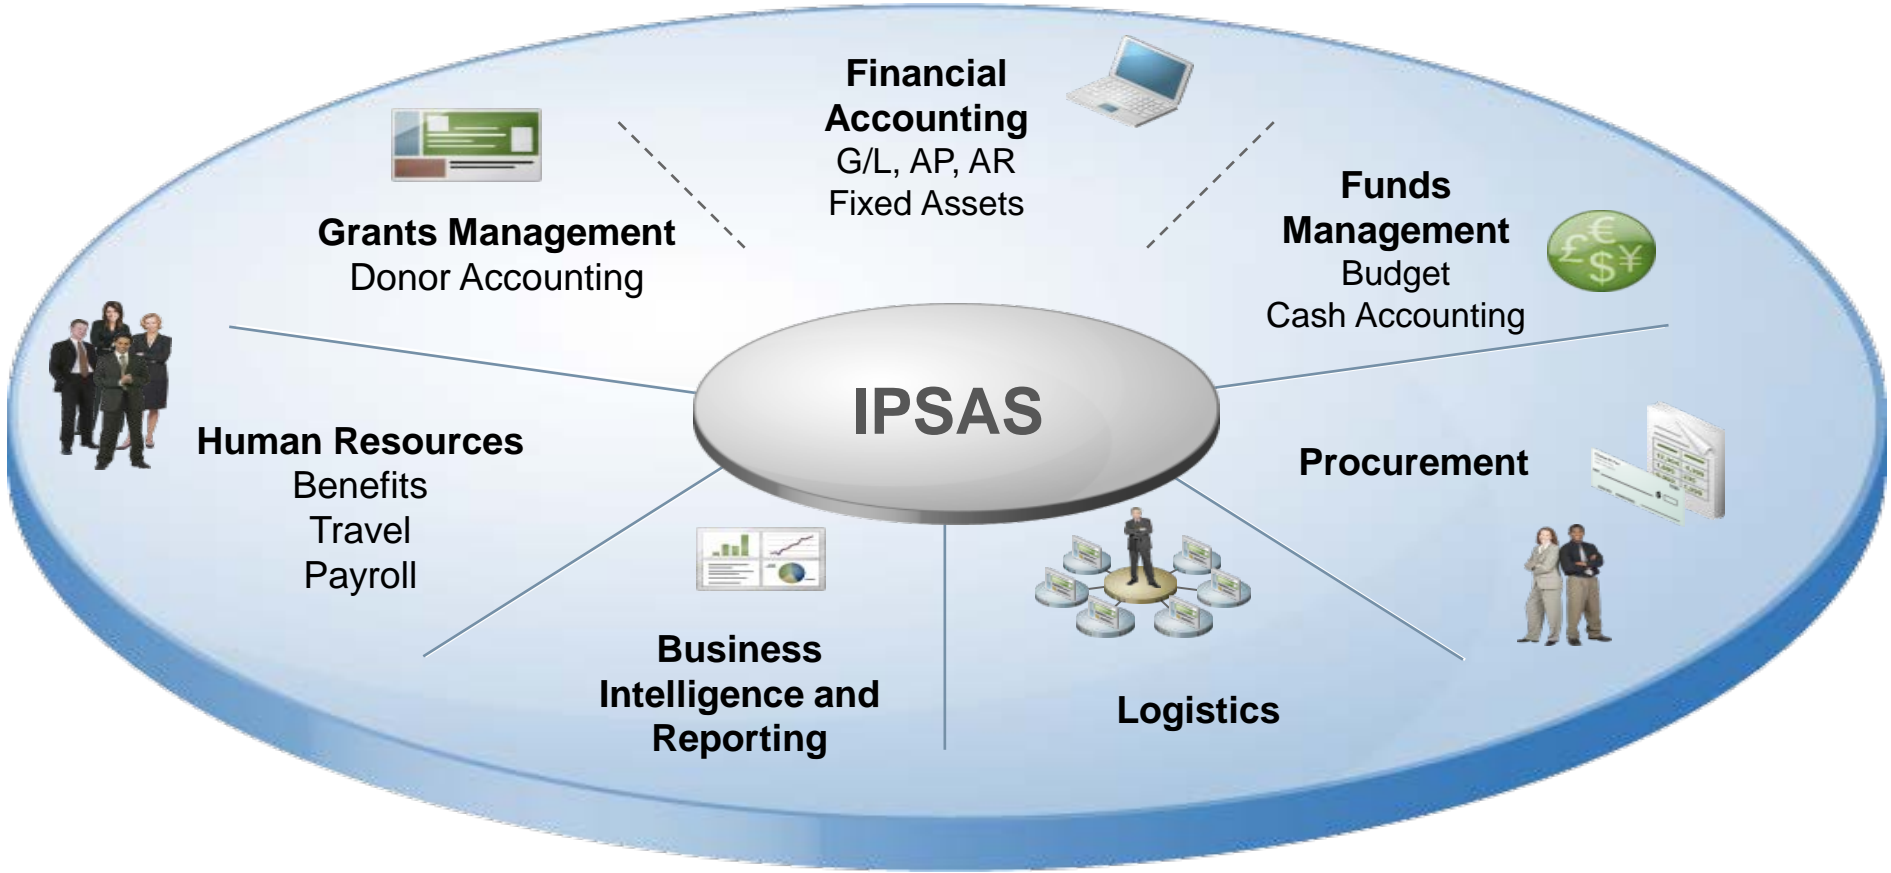 Financial
Accounting
G/L, AP, AR
Fixed Assets
Grants Management
Donor Accounting
Funds
Management
Budget
Cash Accounting
£€$¥
IPSAS
Human Resources
Benefits
Travel
Payroll
Procurement
Business
Intelligence and
Reporting
Logistics